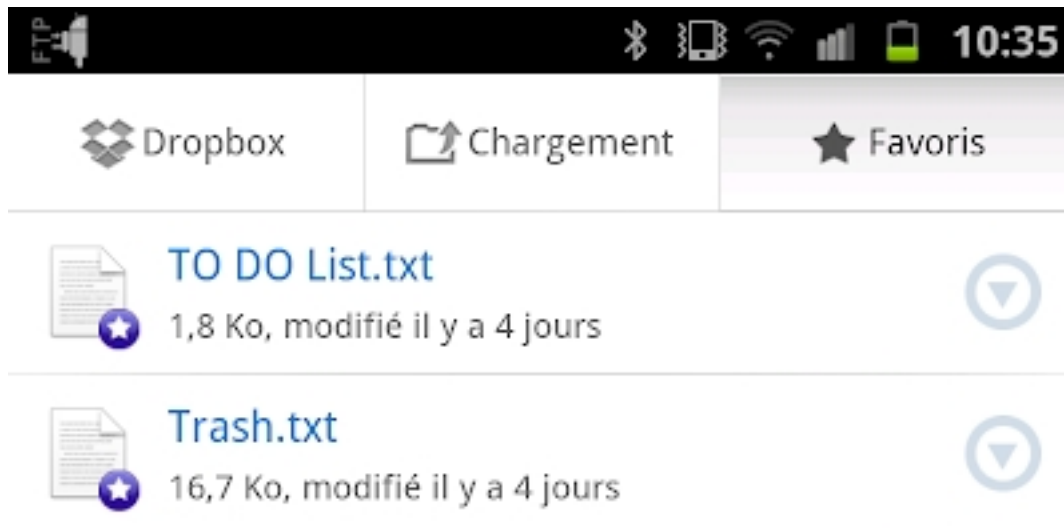 FTP 10:35
Dropbox Chargement Favoris
TO DO List.txt
1,8 Ko, modifié il y a 4 jours
Trash.txt
16,7 Ko, modifié il y a 4 jours